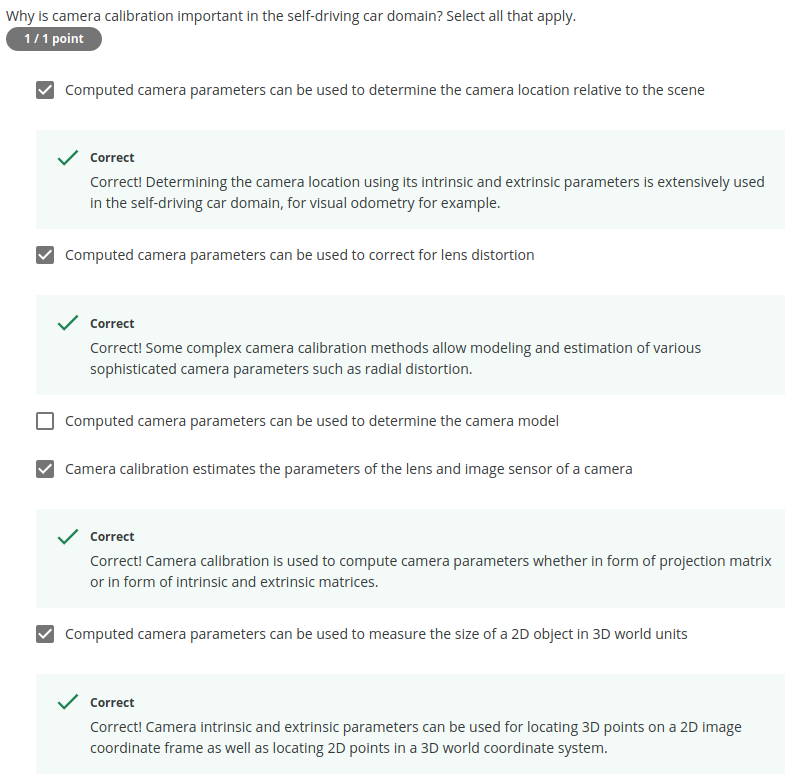 Why is camera calibration important in the self-driving car domain? Select all that apply.
1 / 1 point
Computed camera parameters can be used to determine the camera location relative to the scene
Correct
Correct! Determining the camera location using its intrinsic and extrinsic parameters is extensively used
in the self-driving car domain, for visual odometry for example.
Computed camera parameters can be used to correct for lens distortion
Correct
Correct! Some complex camera calibration methods allow modeling and estimation of various
sophisticated camera parameters such as radial distortion.
Computed camera parameters can be used to determine the camera model
Camera calibration estimates the parameters of the lens and image sensor of a camera
Correct
Correct! Camera calibration is used to compute camera parameters whether in form of projection matrix
or in form of intrinsic and extrinsic matrices.
Computed camera parameters can be used to measure the size of a 2D object in 3D world units
Correct
Correct! Camera intrinsic and extrinsic parameters can be used for locating 3D points on a 2D image
coordinate frame as well as locating 2D points in a 3D world coordinate system.